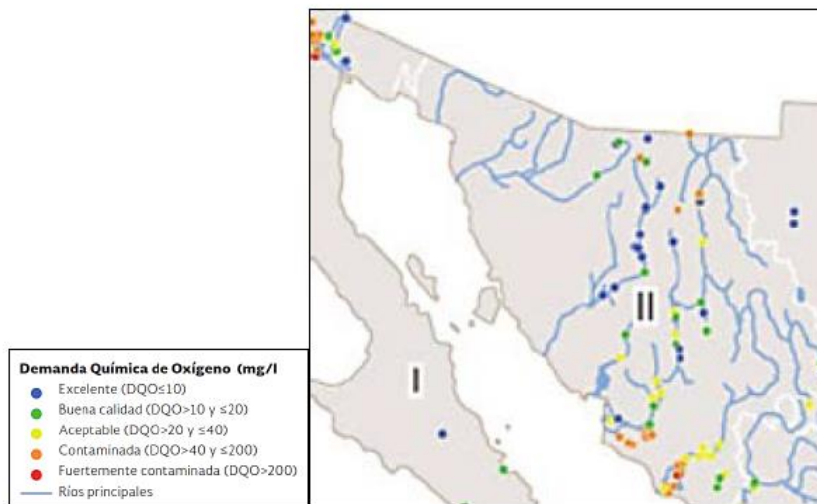 II
I
Demanda Química de Oxígeno (mg/l
Excelente (DQO≤10)
Buena calidad (DQO>10 y ≤20)
Aceptable (DQO>20 y ≤40)
Contaminada (DQO>40 y ≤200)
Fuertemente contaminada (DQO>200)
Ríos principales